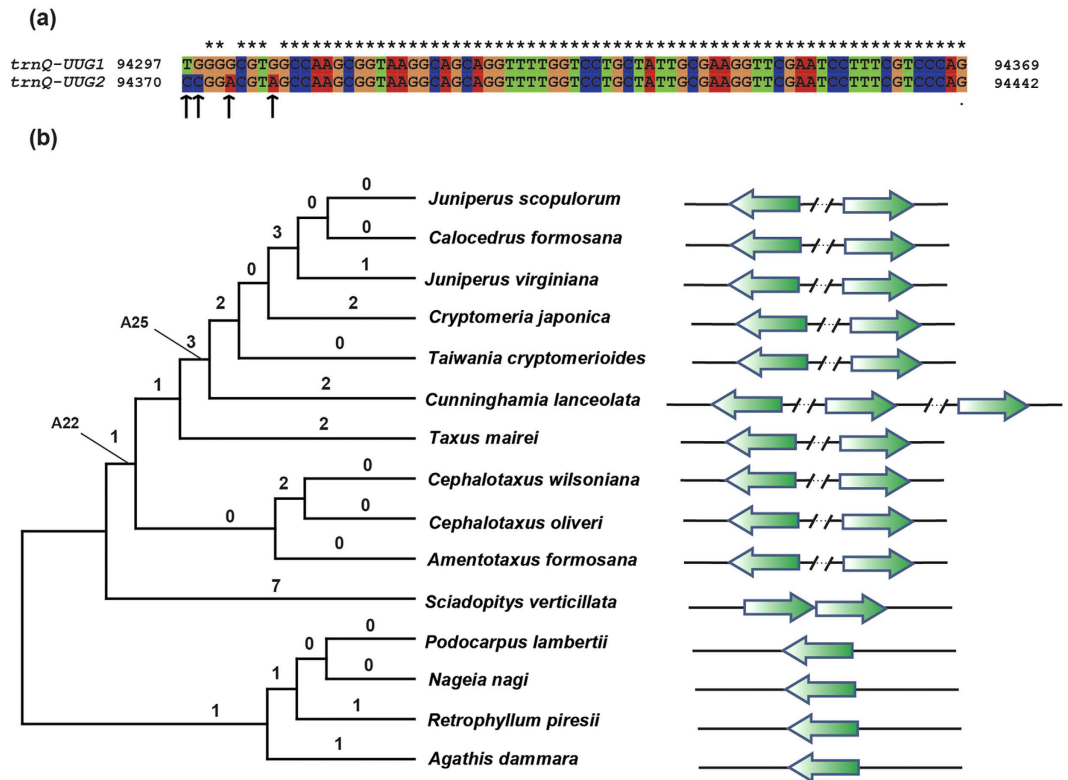 (a)
** *** ****************************************************************
trnQ-UUG1 94297 TGGGGCGTGGCCAAGCGGTAAGGCAGCAGGTTTTGGTCCTGCTATTGCGAAGGTTCGAATCCTTTCGTCCCAG 94369
trnQ-UUG2 94370 CCGGACGTAGCCAAGCGGTAAGGCAGCAGGTTTTGGTCCTGCTATTGCGAAGGTTCGAATCCTTTCGTCCCAG 94442
(b)
0
0 Juniperus scopulorum
3 0 Calocedrus formosana
0 1 Juniperus virginiana
2 2 Cryptomeria japonica
A25 3 0 Taiwania cryptomerioides
1 2 Cunninghamia lanceolata
A22 1 2 Taxus mairei
2 0 Cephalotaxus wilsoniana
0 0 Cephalotaxus oliveri
0 Amentotaxus formosana
7 Sciadopitys verticillata
0 0 Podocarpus lambertii
1 0 Nageia nagi
1 1 Retrophyllum piresii
1 Agathis dammara